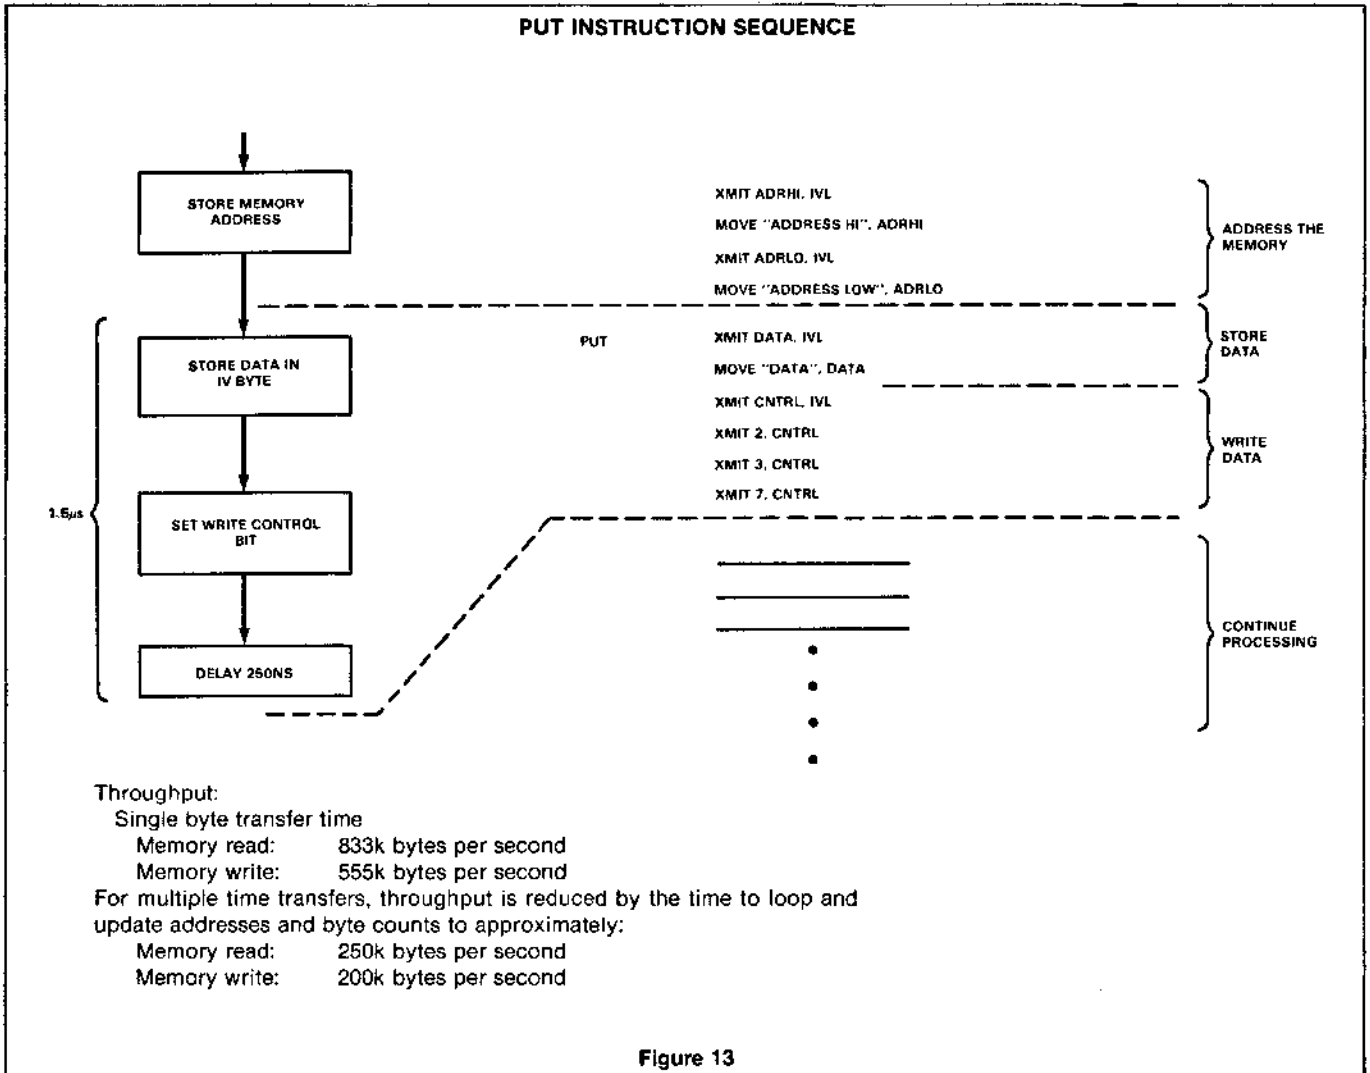 PUT INSTRUCTION SEQUENCE
STORE MEMORY
ADDRESS
STORE DATA IN
IV BYTE
SET WRITE CONTROL
BIT
DELAY 250NS
1.5µs
PUT
XMIT ADRHI, IVL
MOVE "ADDRESS HI", ADRHI
XMIT ADRLO, IVL
MOVE "ADDRESS LOW", ADRLO
XMIT DATA, IVL
MOVE "DATA", DATA
XMIT CNTRL, IVL
XMIT 2, CNTRL
XMIT 3, CNTRL
XMIT 7, CNTRL
ADDRESS THE
MEMORY
STORE
DATA
WRITE
DATA
CONTINUE
PROCESSING
Throughput:
Single byte transfer time
Memory read: 833k bytes per second
Memory write: 555k bytes per second
For multiple time transfers, throughput is reduced by the time to loop and
update addresses and byte counts to approximately:
Memory read: 250k bytes per second
Memory write: 200k bytes per second
Figure 13